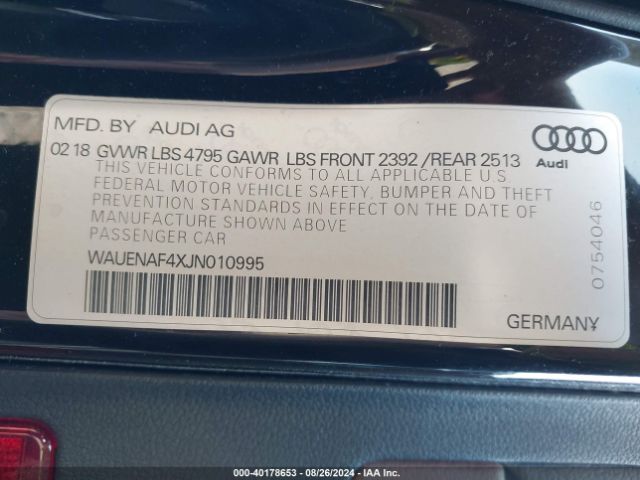 MFD. BY AUDI AG
02 18 GVWR LBS 4795 GAWR LBS FRONT 2392 / REAR 2513
THIS VEHICLE CONFORMS TO ALL APPLICABLE U.S
FEDERAL MOTOR VEHICLE SAFETY, BUMPER AND THEFT
PREVENTION STANDARDS IN EFFECT ON THE DATE OF
MANUFACTURE SHOWN ABOVE
PASSENGER CAR
WAUENAF4XJN010995
Audi
0754046
GERMANY
000-40178653 - 08/26/2024 - IAA Inc.